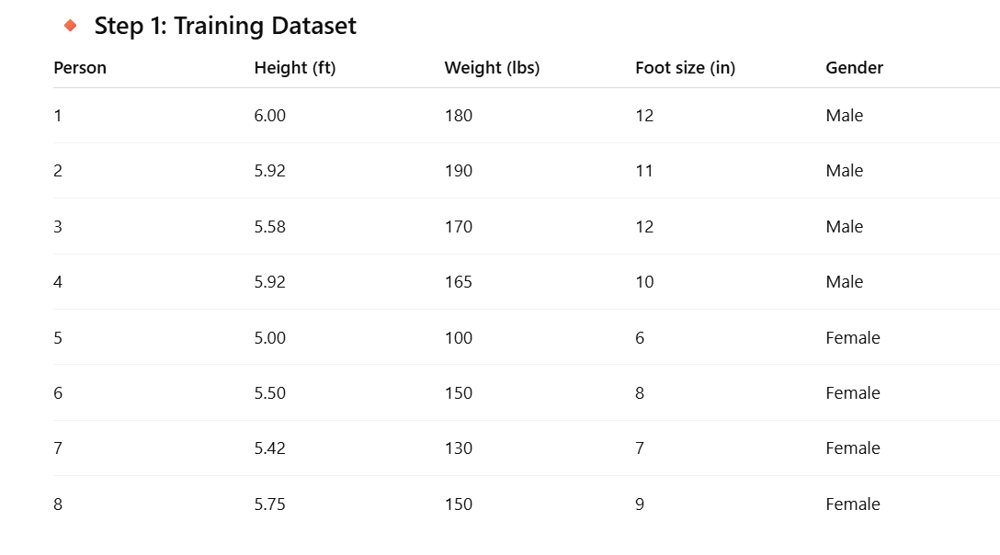 Step 1: Training Dataset
Person Height (ft) Weight (lbs) Foot size (in) Gender
1 6.00 180 12 Male
2 5.92 190 11 Male
3 5.58 170 12 Male
4 5.92 165 10 Male
5 5.00 100 6 Female
6 5.50 150 8 Female
7 5.42 130 7 Female
8 5.75 150 9 Female